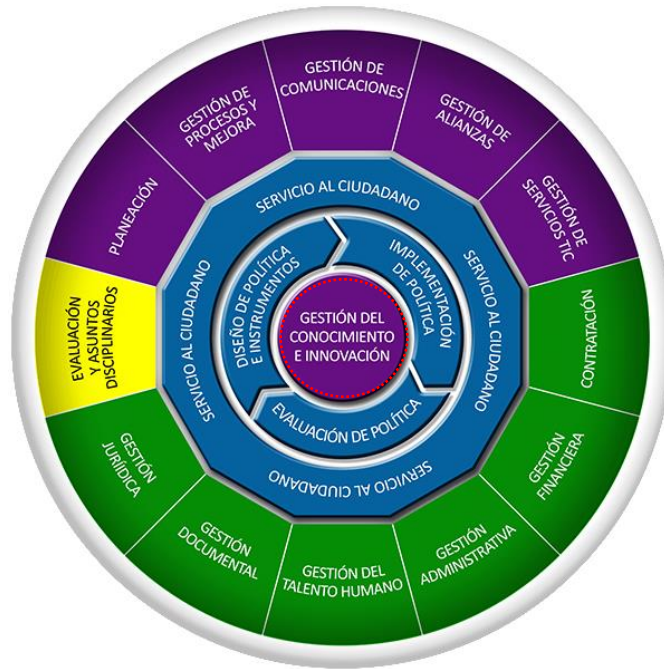 GESTIÓN DE
COMUNICACIONES
GESTIÓN DE
ALIANZAS
GESTIÓN DE
SERVICIOS TIC
CONTRATACIÓN
GESTIÓN
FINANCIERA
GESTIÓN
ADMINISTRATIVA
GESTIÓN DEL
TALENTO HUMANO
GESTIÓN
DOCUMENTAL
GESTIÓN
JURÍDICA
EVALUACIÓN
Y ASUNTOS
DISCIPLINARIOS
PLANEACIÓN
GESTIÓN DE
PROCESOS Y
MEJORA
SERVICIO AL CIUDADANO
SERVICIO AL CIUDADANO
SERVICIO AL CIUDADANO
SERVICIO AL CIUDADANO
DISEÑO DE POLÍTICA
E INSTRUMENTOS
IMPLEMENTACIÓN
DE POLÍTICA
EVALUACIÓN DE POLÍTICA
GESTIÓN DEL
CONOCIMIENTO
E INNOVACIÓN